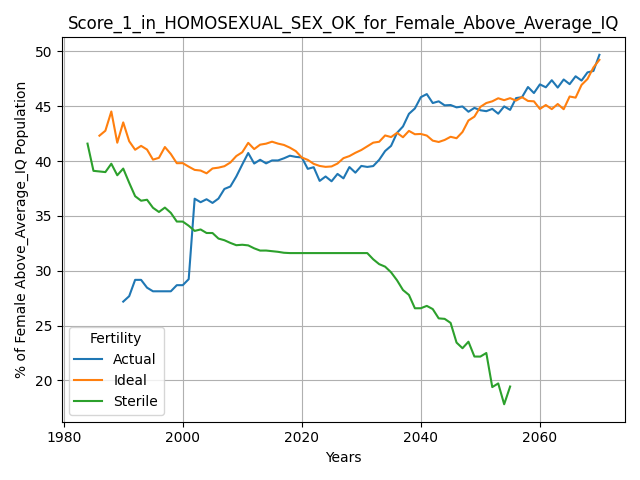 Score_1_in_HOMOSEXUAL_SEX_OK_for_Female_Above_Average_IQ
% of Female Above_Average_IQ Population
50
45
40
35
30
25
20
Fertility
Actual
Ideal
Sterile
1980 2000 2020 2040 2060
Years